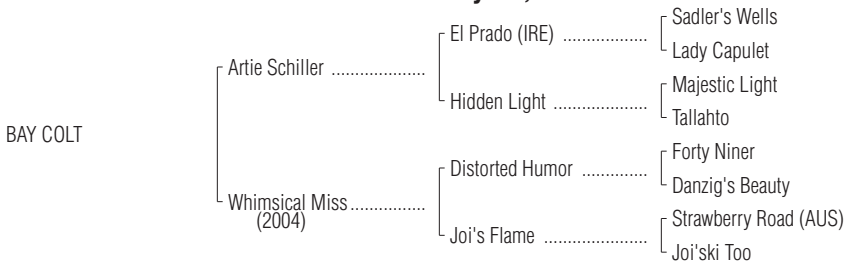 Sadler's Wells
El Prado (IRE) ..................
Lady Capulet
Artie Schiller ....................
Majestic Light
Hidden Light ....................
Tallahto
BAY COLT
Forty Niner
Distorted Humor ..............
Danzig's Beauty
Whimsical Miss................
(2004)
Strawberry Road (AUS)
Joi's Flame ......................
Joi'ski Too